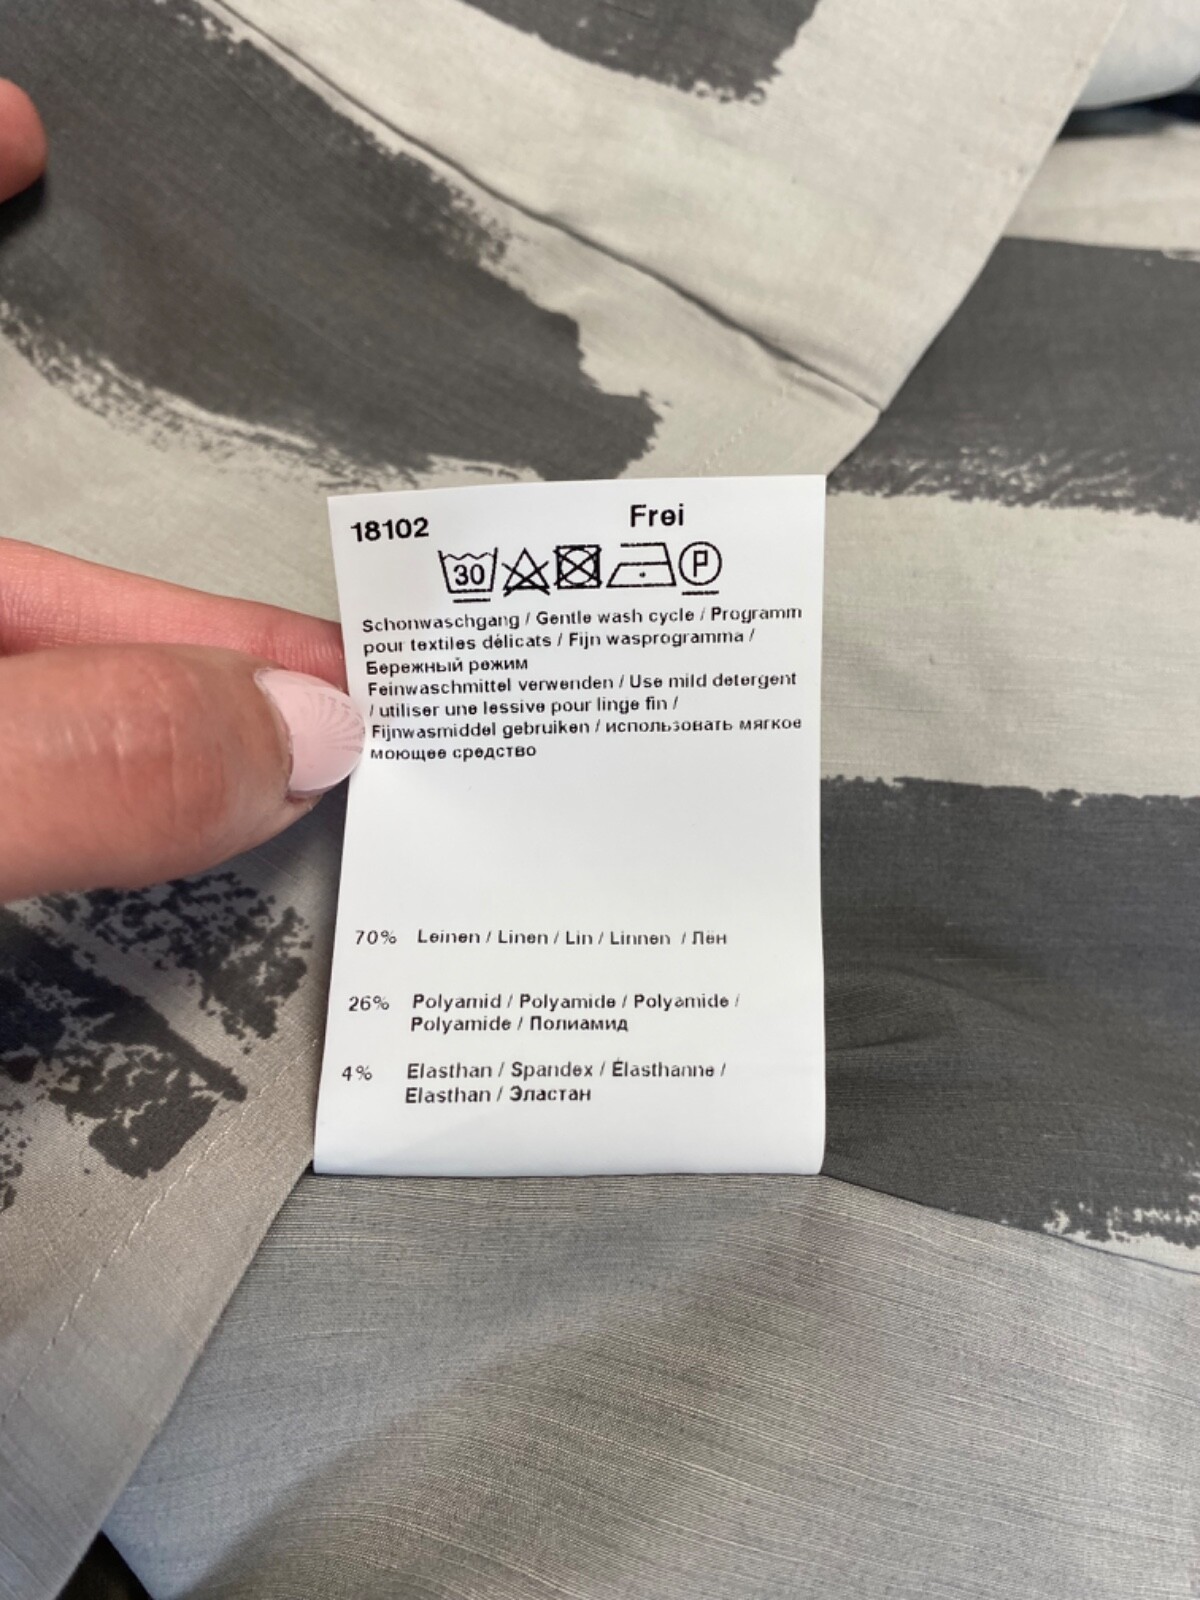 18102 Frei
30 P
Schonwaschgang / Gentle wash cycle / Programm
pour textiles délicats / Fijn wasprogramma /
Бережный режим
Feinwaschmittel verwenden / Use mild detergent
/ utiliser une lessive pour linge fin /
Fijnwasmiddel gebruiken / использовать мягкое
моющее средство
70% Leinen / Linen / Lin / Linnen / Лён
26% Polyamid / Polyamide / Polyamide /
Polyamide / Полиамид
4% Elasthan / Spandex / Élasthanne /
Elasthan / Эластан